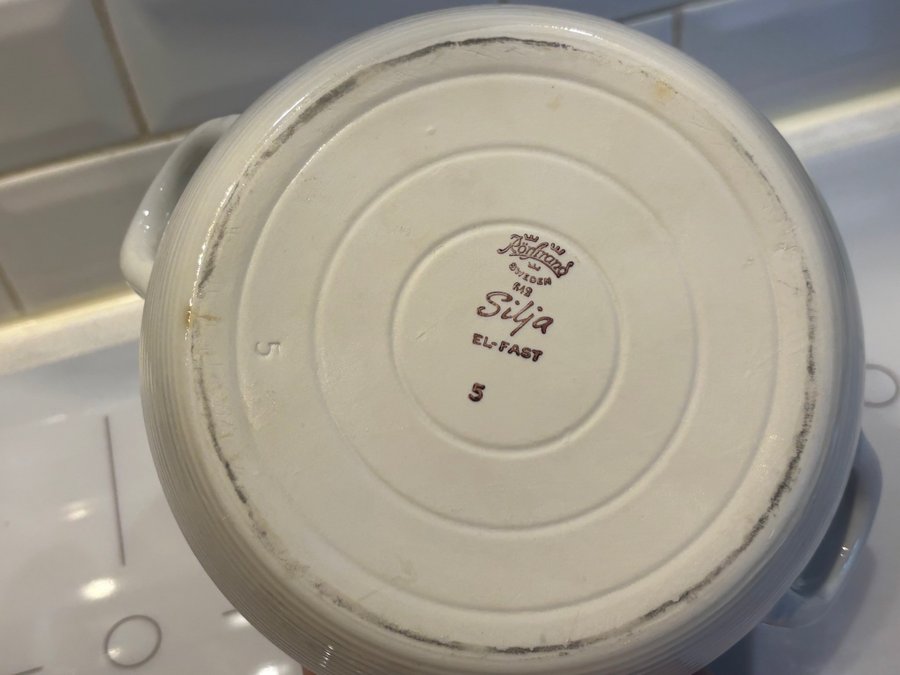 Rörstrand
SWEDEN
Silja
EL-FAST
5
5